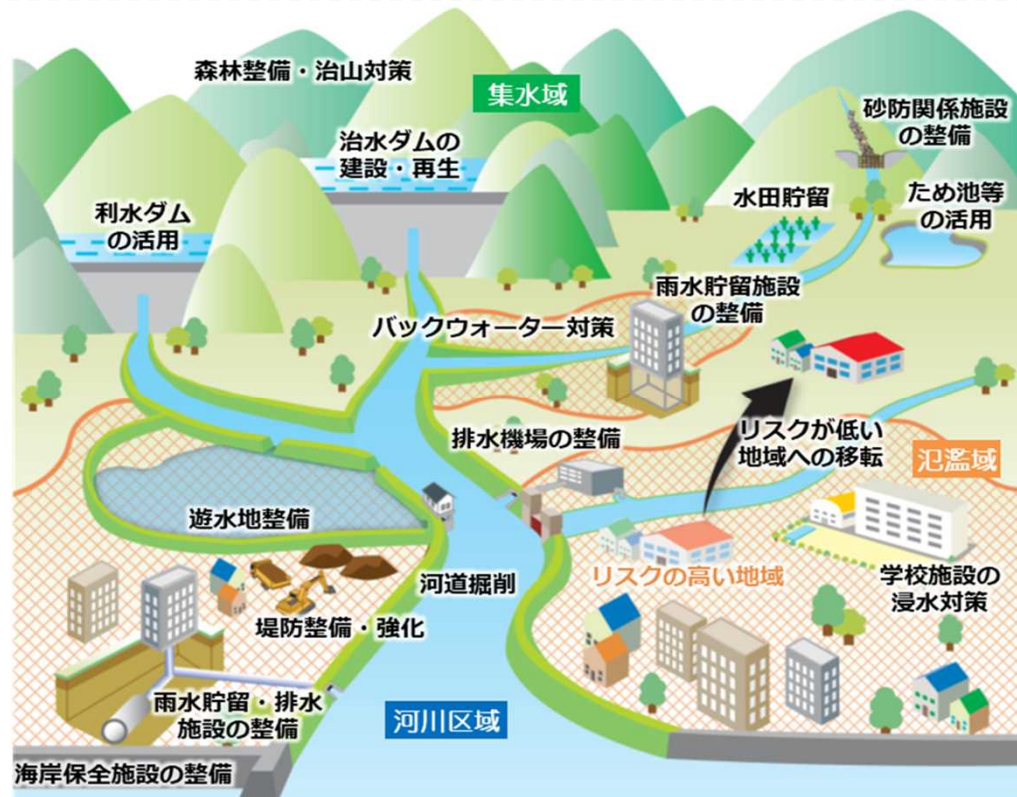 森林整備・治山対策
集水域
治水ダムの
建設・再生
砂防関係施設
の整備
利水ダム
の活用
水田貯留
ため池等
の活用
雨水貯留施設
の整備
バックウォーター対策
排水機場の整備
リスクが低い
地域への移転
氾濫域
遊水地整備
河道掘削
リスクの高い地域
学校施設の
浸水対策
堤防整備・強化
雨水貯留・排水
施設の整備
河川区域
海岸保全施設の整備